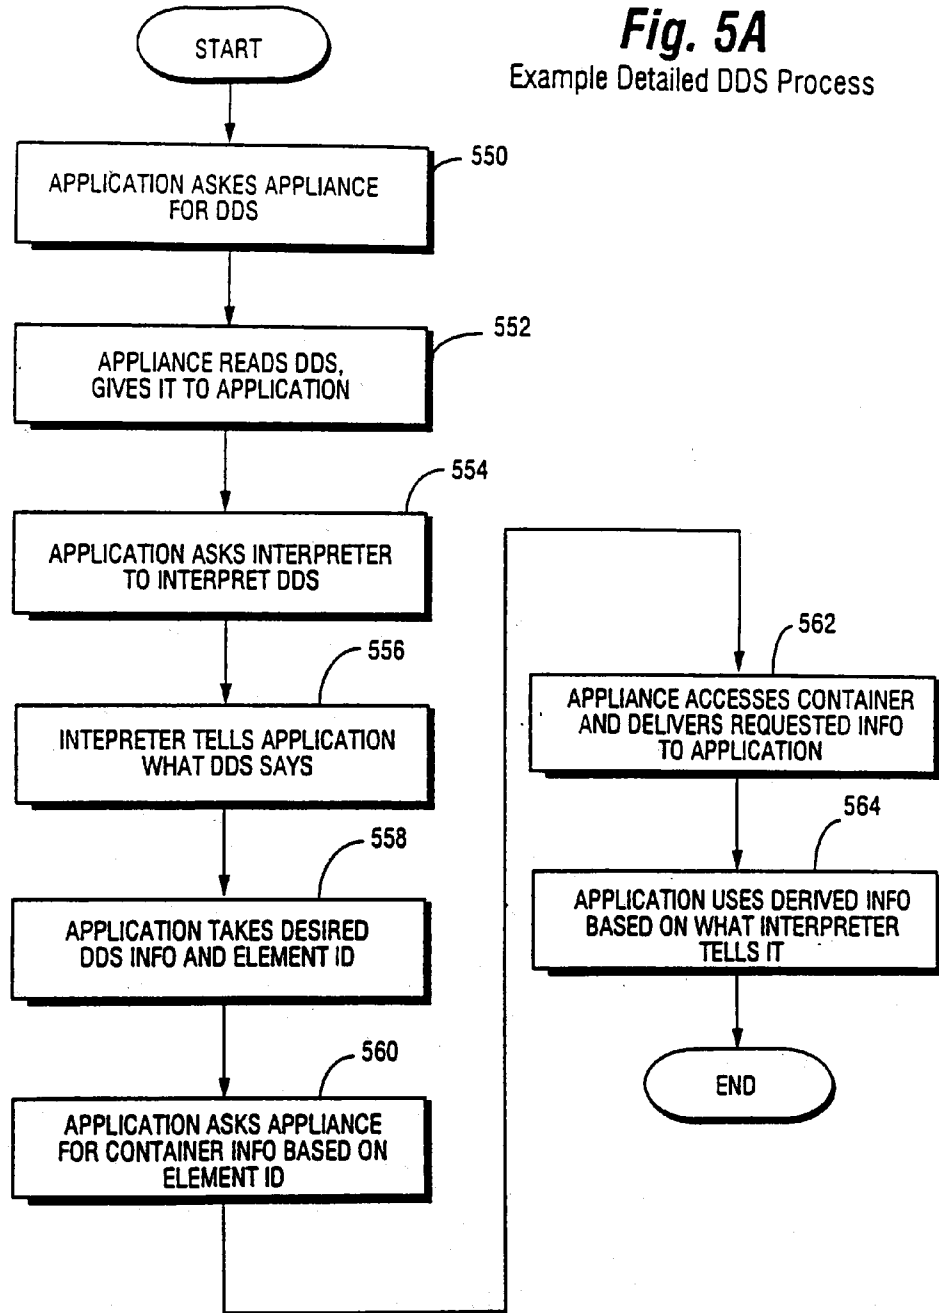 Fig. 5A
Example Detailed DDS Process
START
550
APPLICATION ASKES APPLIANCE
FOR DDS
552
APPLIANCE READS DDS,
GIVES IT TO APPLICATION
554
APPLICATION ASKS INTERPRETER
TO INTERPRET DDS
556
INTEPRETER TELLS APPLICATION
WHAT DDS SAYS
558
APPLICATION TAKES DESIRED
DDS INFO AND ELEMENT ID
560
APPLICATION ASKS APPLIANCE
FOR CONTAINER INFO BASED ON
ELEMENT ID
562
APPLIANCE ACCESSES CONTAINER
AND DELIVERS REQUESTED INFO
TO APPLICATION
564
APPLICATION USES DERIVED INFO
BASED ON WHAT INTERPRETER
TELLS IT
END